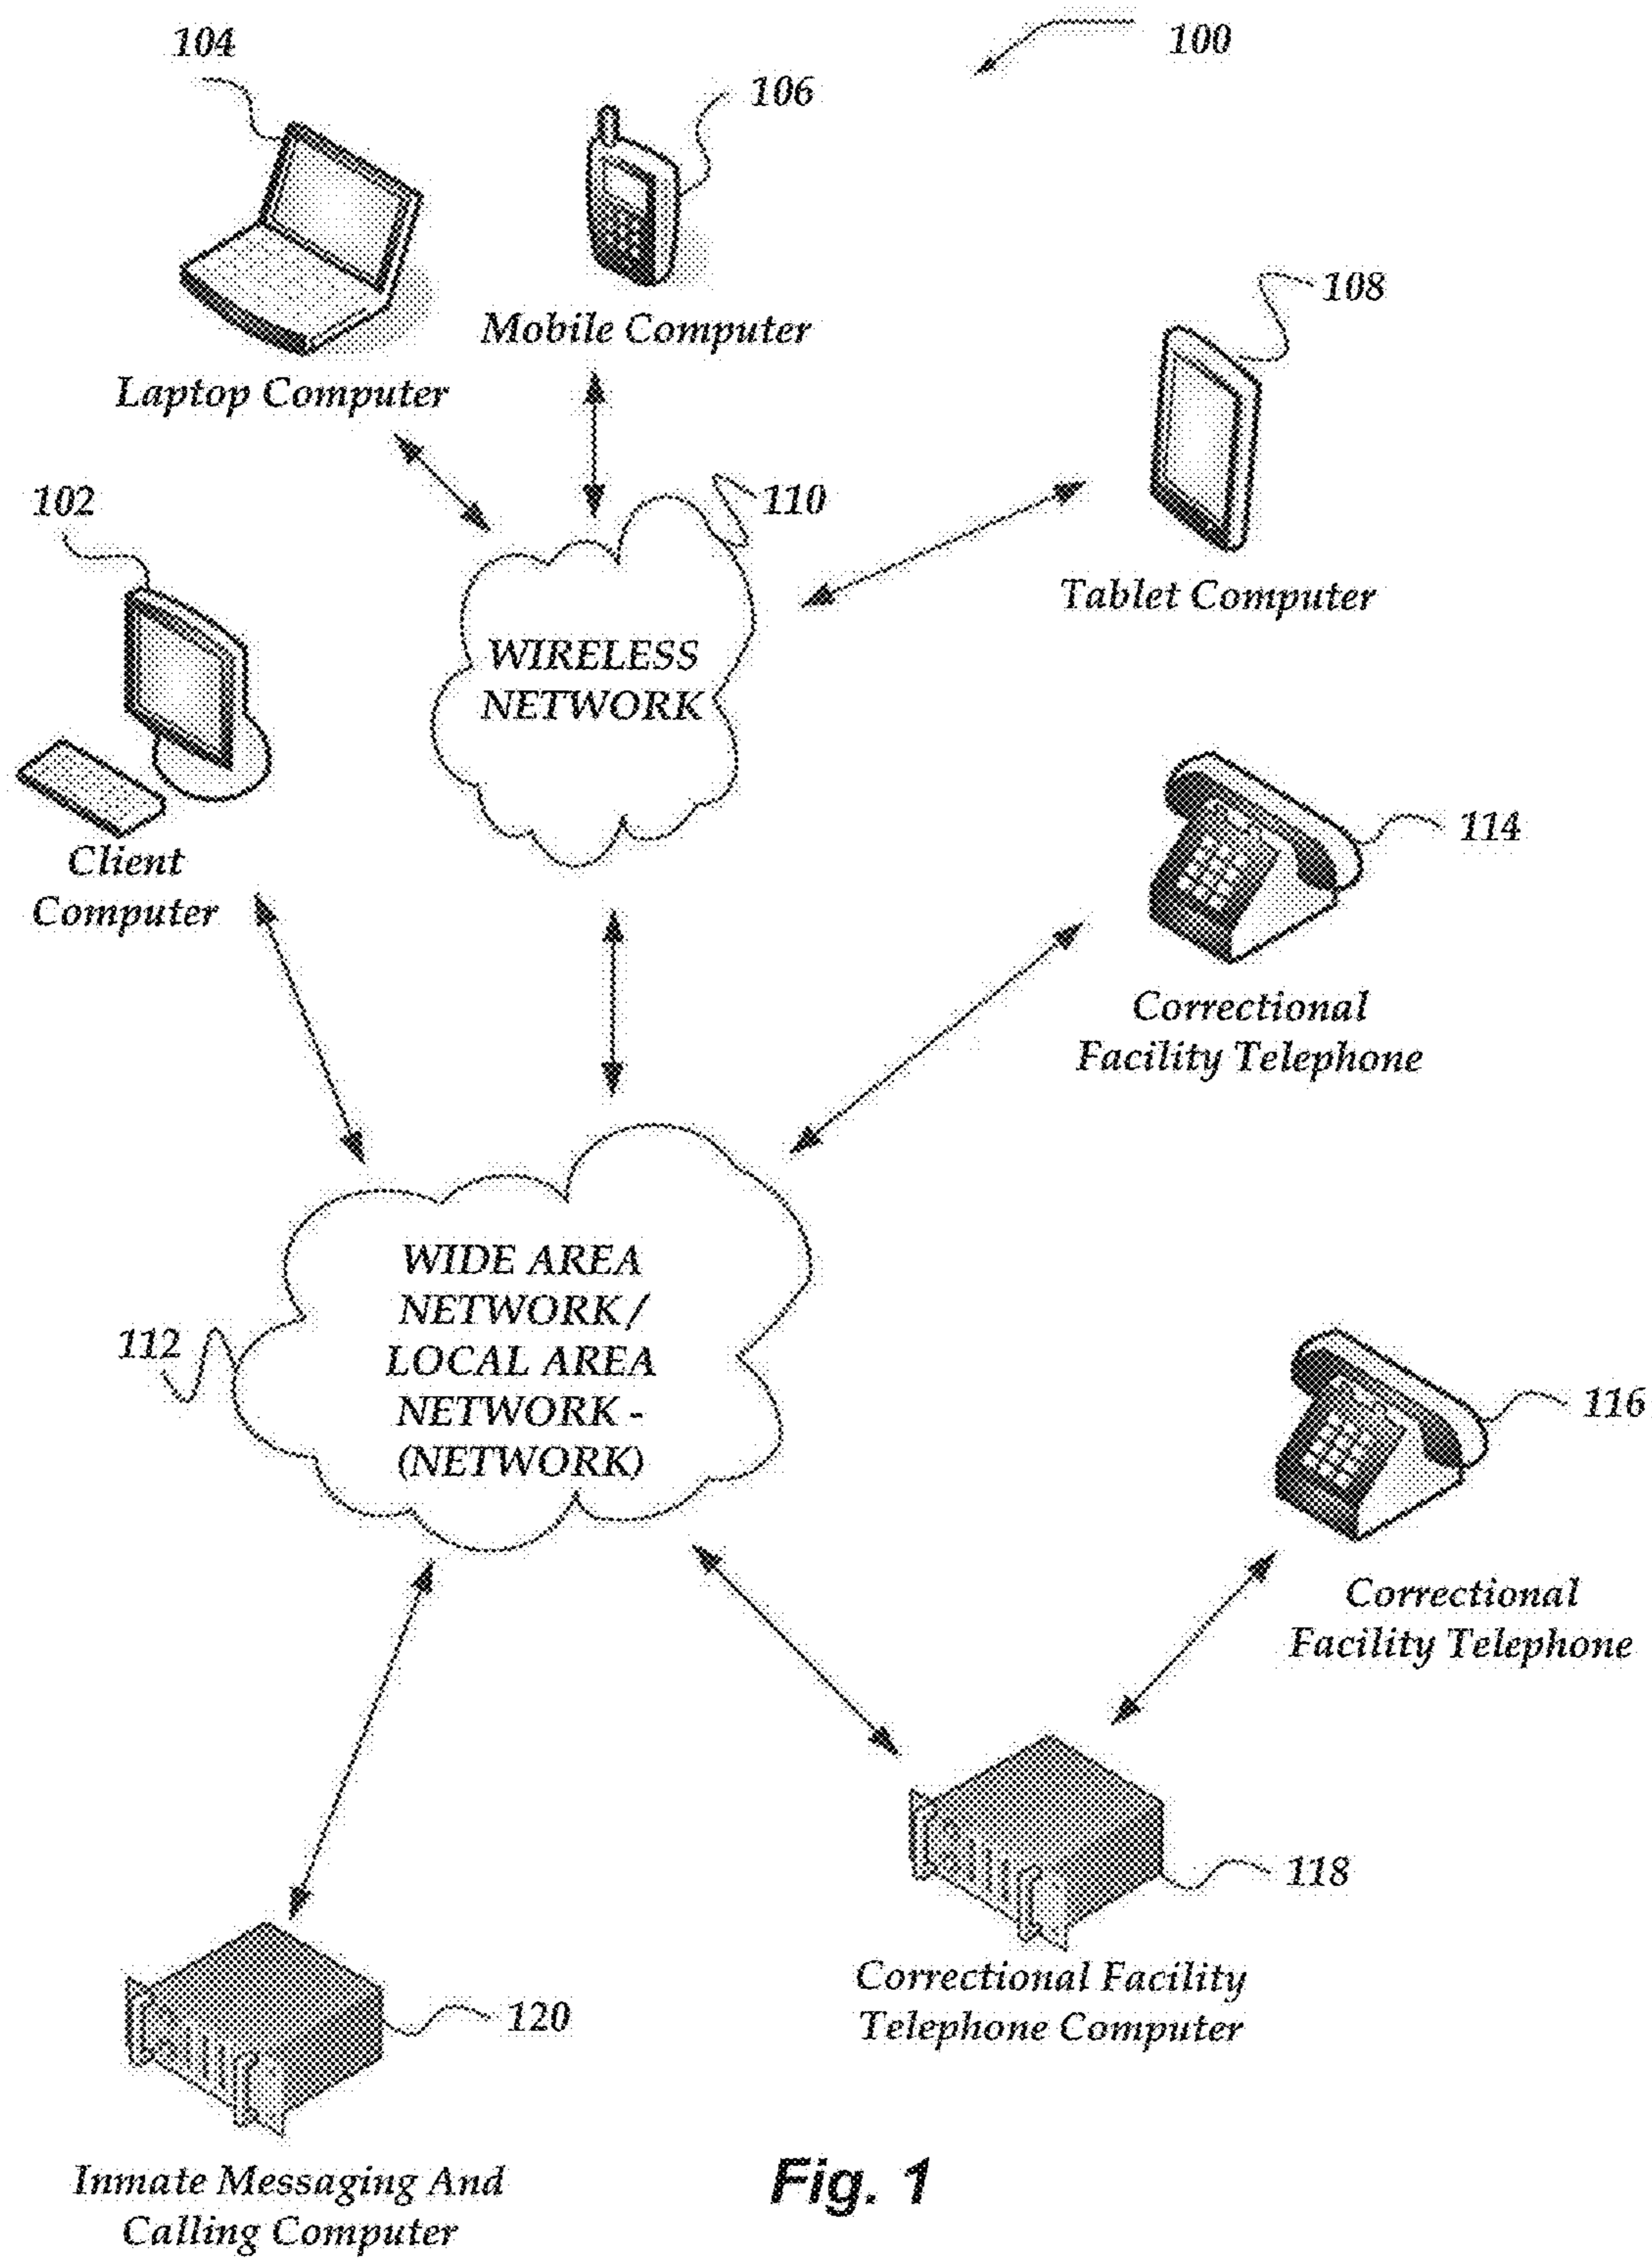 104
100
106
108
Mobile Computer
Laptop Computer
102
110
Tablet Computer
WIRELESS
NETWORK
114
Client
Computer
Correctional
Facility Telephone
WIDE AREA
NETWORK /
LOCAL AREA
NETWORK -
(NETWORK)
112
116
Correctional
Facility Telephone
118
Correctional Facility
Telephone Computer
120
Inmate Messaging And
Calling Computer
Fig. 1